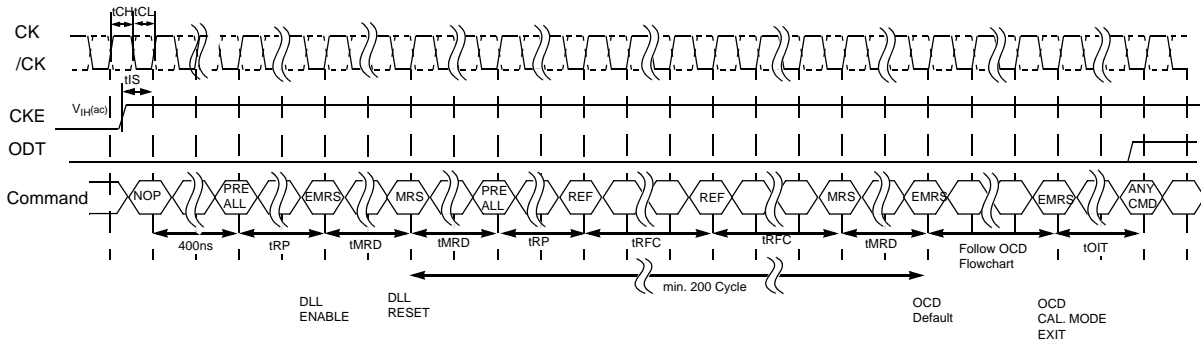 tCH tCL
CK
/CK
tIS
VIH(ac)
CKE
ODT
Command
NOP
PRE
ALL
EMRS
MRS
PRE
ALL
REF
REF
MRS
EMRS
EMRS
ANY
CMD
400ns
tRP
tMRD
tMRD
tRP
tRFC
tRFC
tMRD
Follow OCD
Flowchart
tOIT
min. 200 Cycle
DLL
ENABLE
DLL
RESET
OCD
Default
OCD
CAL. MODE
EXIT